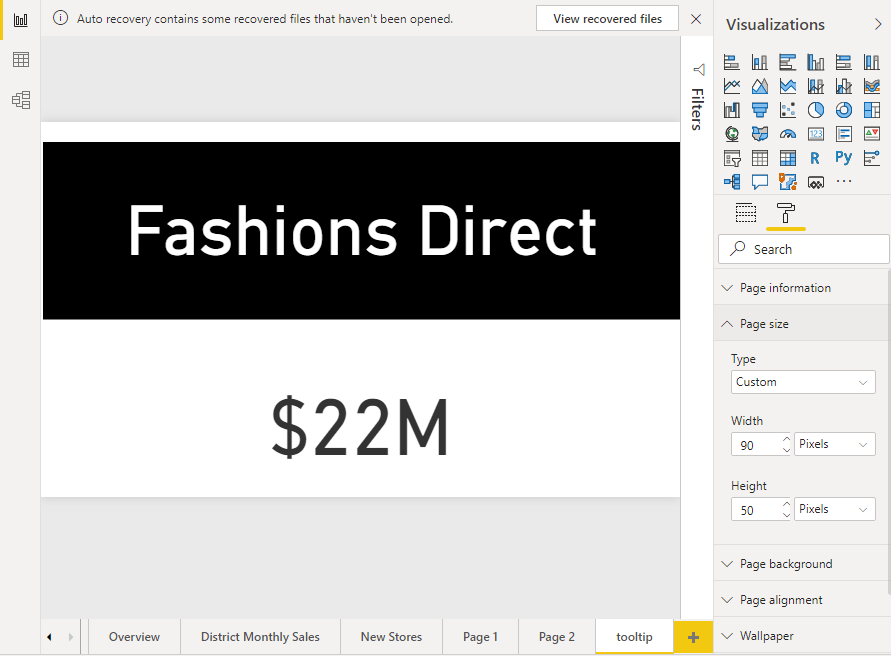 Auto recovery contains some recovered files that haven't been opened.
View recovered files
Visualizations
Filters
Fashions Direct
$22M
123
R
Py
Search
Page information
Page size
Type
Custom
Width
90 Pixels
Height
50 Pixels
Page background
Page alignment
Wallpaper
Overview District Monthly Sales New Stores Page 1 Page 2 tooltip +